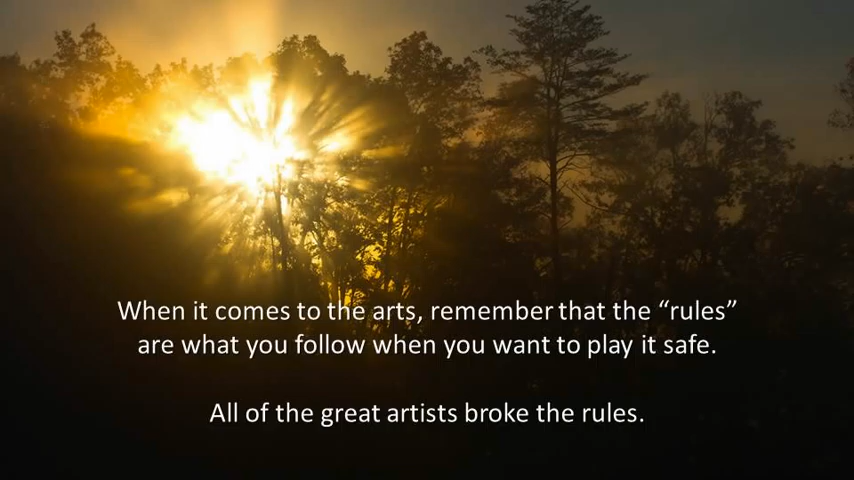 When it comes to the arts, remember that the “rules”
are what you follow when you want to play it safe.
All of the great artists broke the rules.